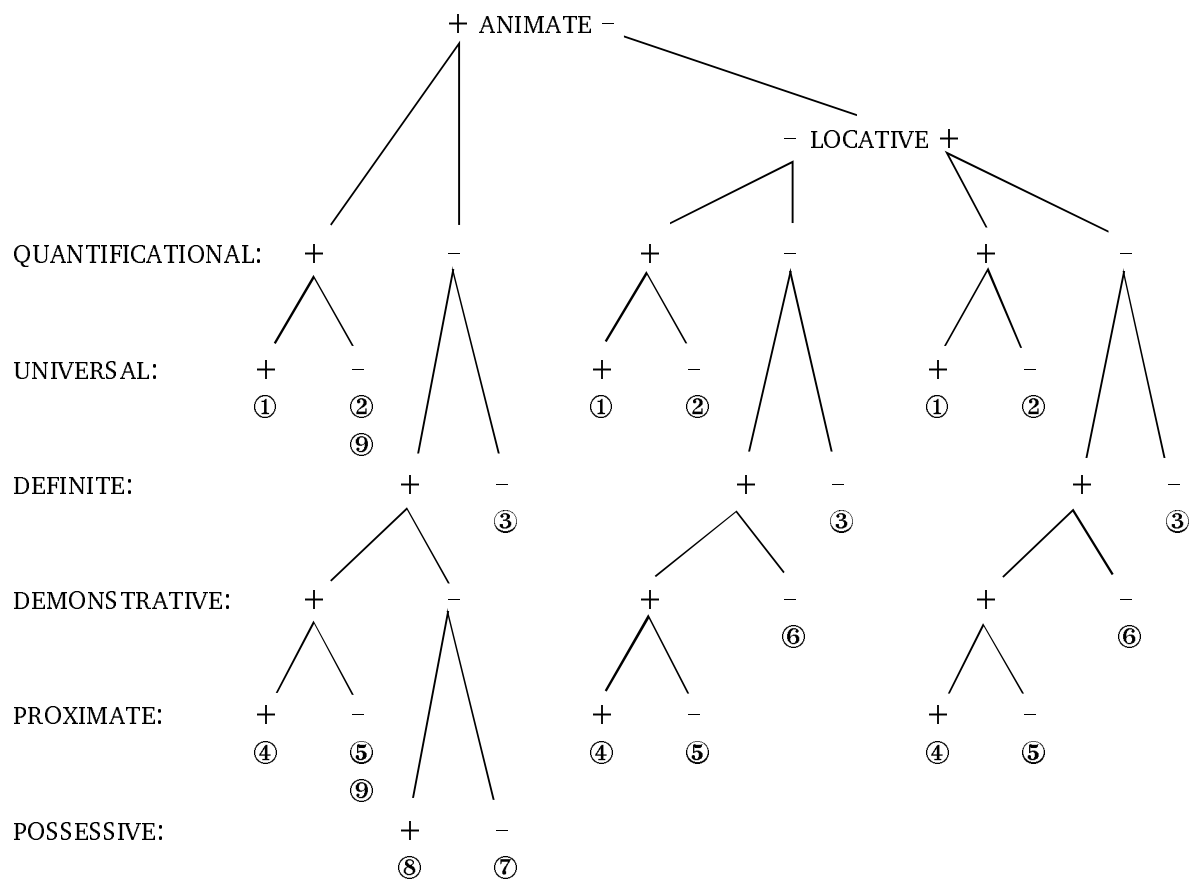 + ANIMATE −
− LOCATIVE +
QUANTIFICATIONAL: + − + − + −
UNIVERSAL: + − + − + −
① ② ① ② ① ②
⑨
DEFINITE: + − + − + −
③ ③ ③
DEMONSTRATIVE: + − + − + −
⑥ ⑥
PROXIMATE: + − + − + −
④ ⑤ ④ ⑤ ④ ⑤
⑨
POSSESSIVE: + −
⑧ ⑦